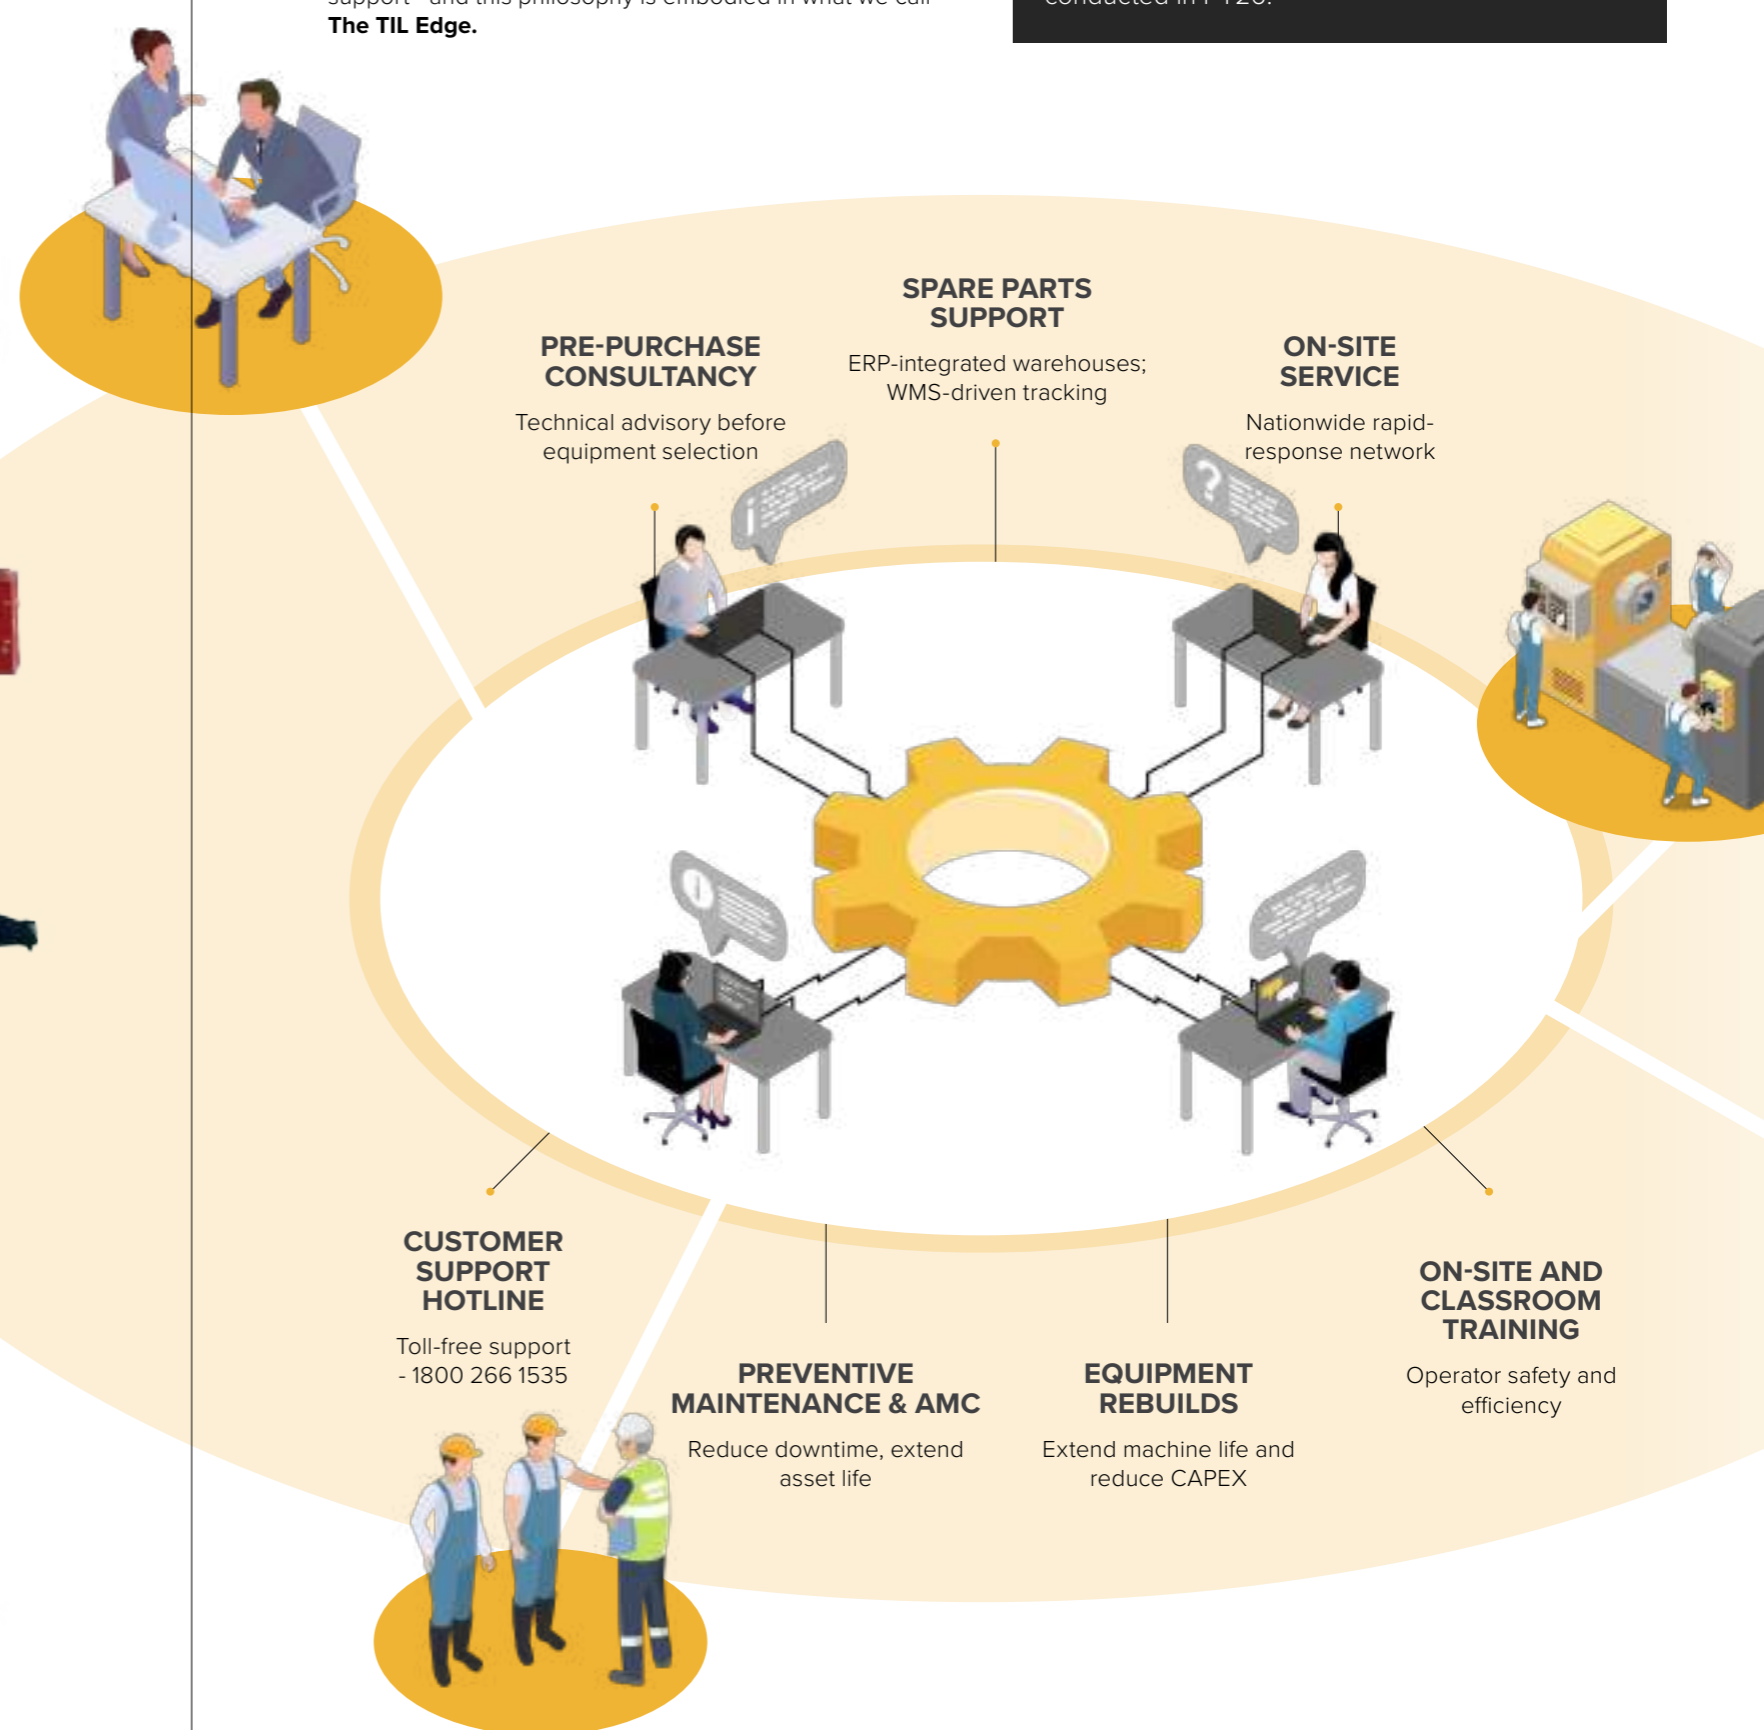 The TIL Edge.
SPARE PARTS
SUPPORT
ERP-integrated warehouses;
WMS-driven tracking
PRE-PURCHASE
CONSULTANCY
Technical advisory before
equipment selection
ON-SITE
SERVICE
Nationwide rapid-
response network
CUSTOMER
SUPPORT
HOTLINE
Toll-free support
- 1800 266 1535
PREVENTIVE
MAINTENANCE & AMC
Reduce downtime, extend
asset life
EQUIPMENT
REBUILDS
Extend machine life and
reduce CAPEX
ON-SITE AND
CLASSROOM
TRAINING
Operator safety and
efficiency